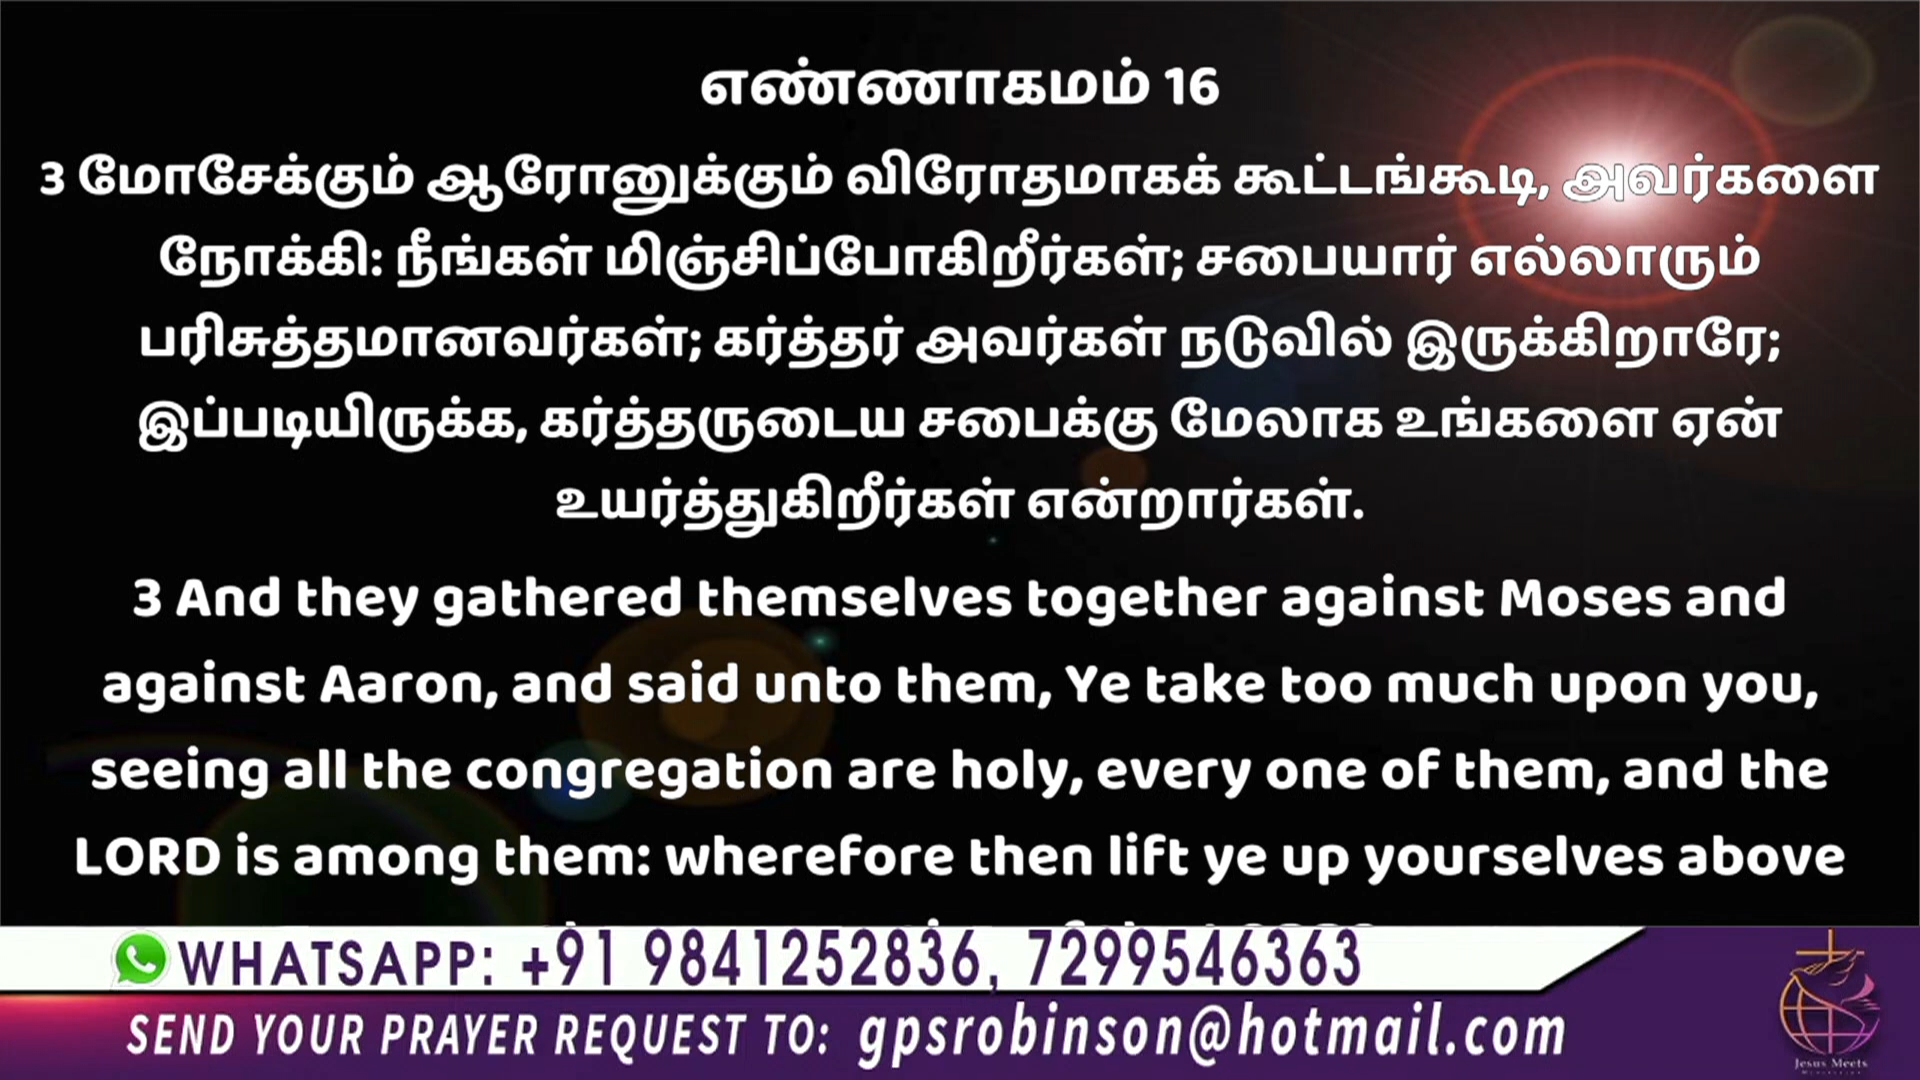 எண்ணாகமம் 16
3 மோசேக்கும் ஆரோனுக்கும் விரோதமாகக் கூட்டங்கூடி, அவர்களை
நோக்கி: நீங்கள் மிஞ்சிப்போகிறீர்கள்; சபையார் எல்லாரும்
பரிசுத்தமானவர்கள்; கர்த்தர் அவர்கள் நடுவில் இருக்கிறாரே;
இப்படியிருக்க, கர்த்தருடைய சபைக்கு மேலாக உங்களை ஏன்
உயர்த்துகிறீர்கள் என்றார்கள்.
3 And they gathered themselves together against Moses and
against Aaron, and said unto them, Ye take too much upon you,
seeing all the congregation are holy, every one of them, and the
LORD is among them: wherefore then lift ye up yourselves above
WHATSAPP: +91 9841252836, 7299546363
SEND YOUR PRAYER REQUEST TO: gpsrobinson@hotmail.com
Jesus Meets